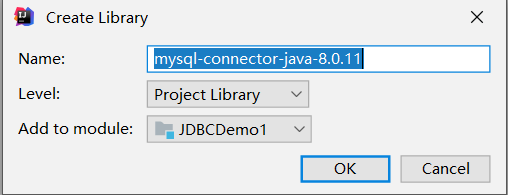 Create Library
Name: mysql-connector-java-8.0.11
Level: Project Library
Add to module: JDBCDemo1
OK Cancel